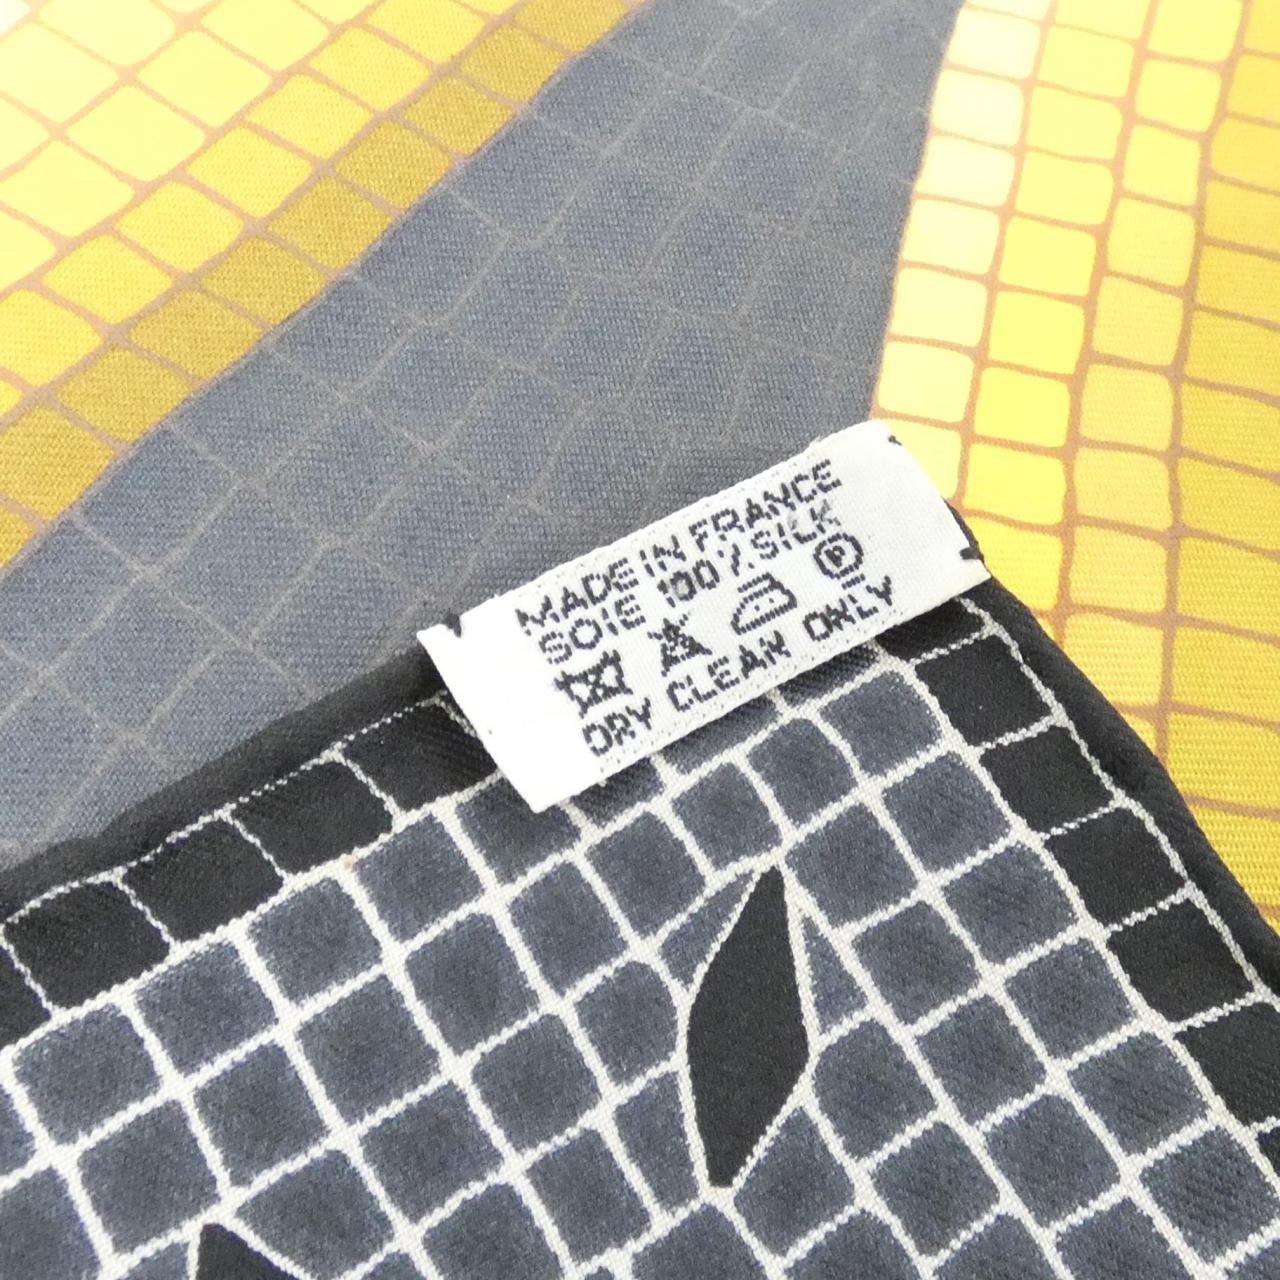 MADE IN FRANCE
SOIE 100% SILK
P
DRY CLEAN ONLY